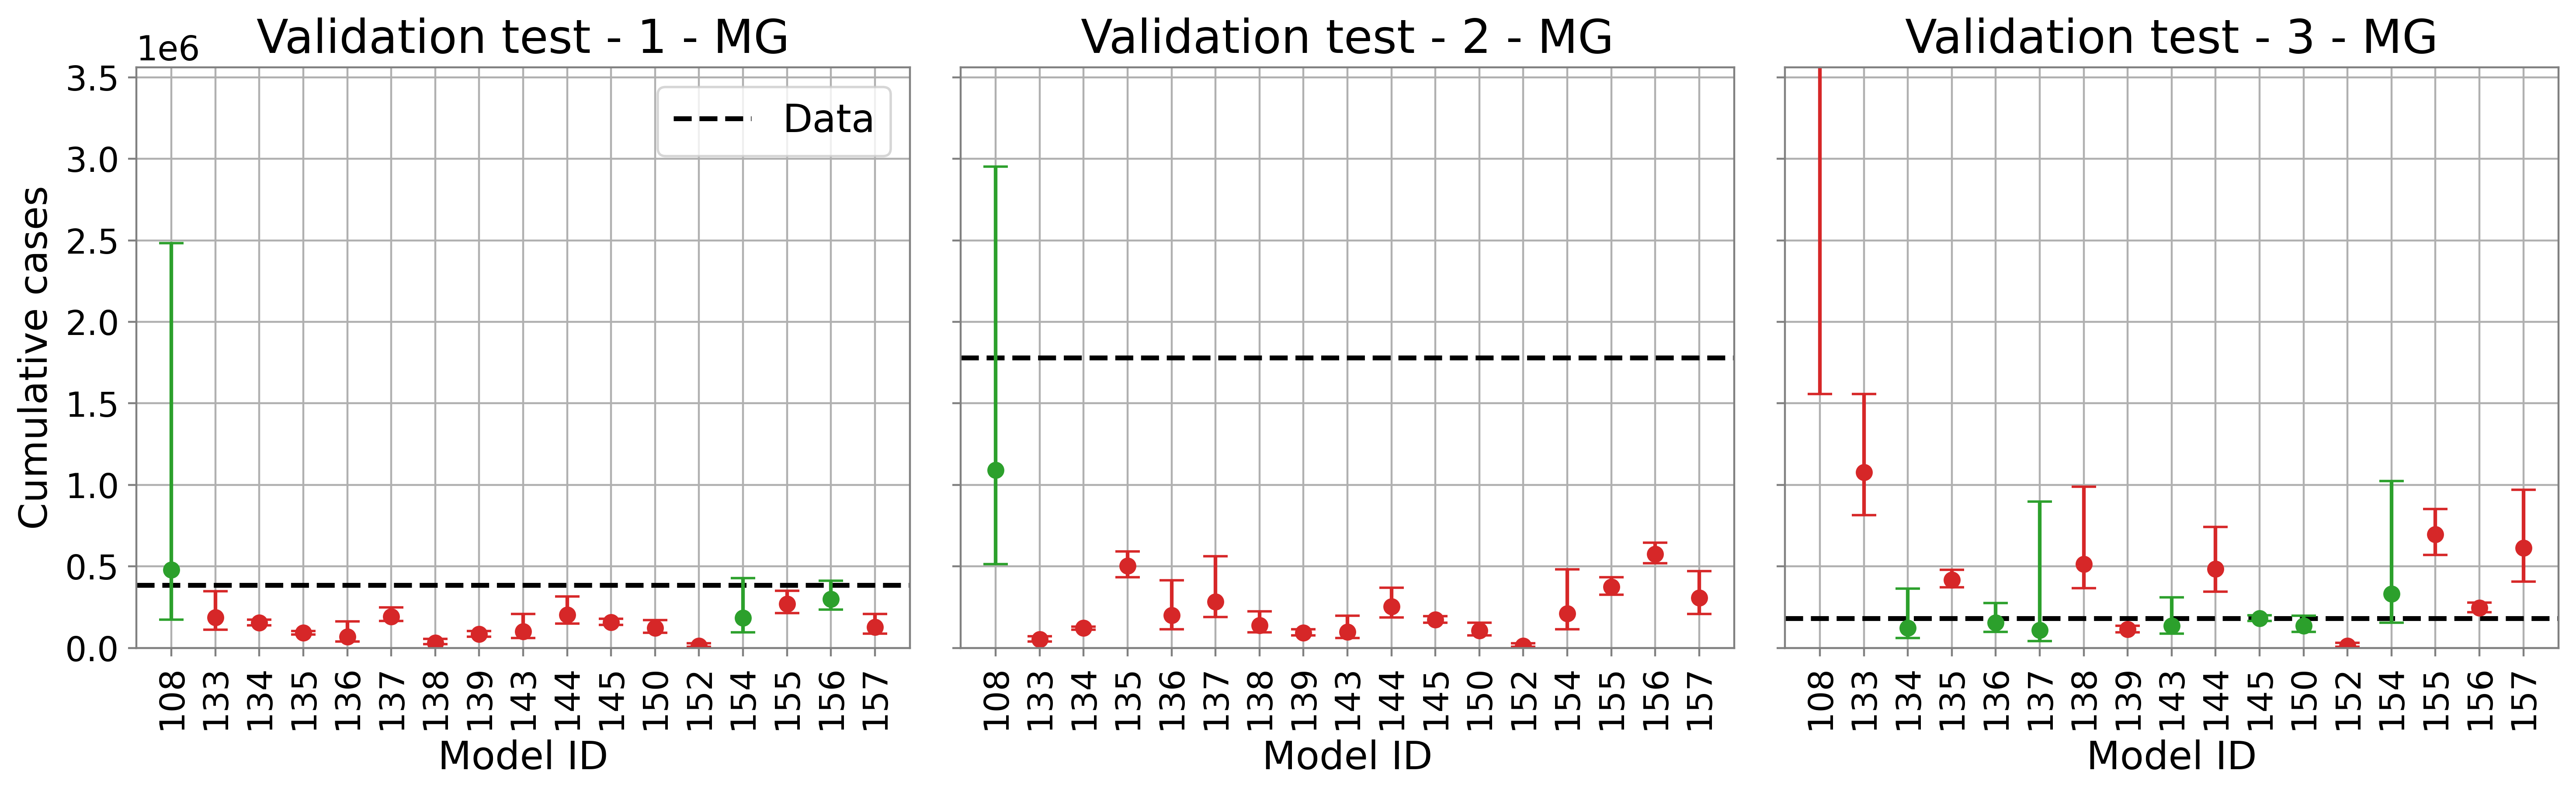 Validation test - 1 - MG
Validation test - 2 - MG
Validation test - 3 - MG
1e6
3.5
3.0
2.5
2.0
1.5
1.0
0.5
0.0
Cumulative cases
Data
108 133 134 135 136 137 138 139 143 144 145 150 152 154 155 156 157
108 133 134 135 136 137 138 139 143 144 145 150 152 154 155 156 157
108 133 134 135 136 137 138 139 143 144 145 150 152 154 155 156 157
Model ID
Model ID
Model ID